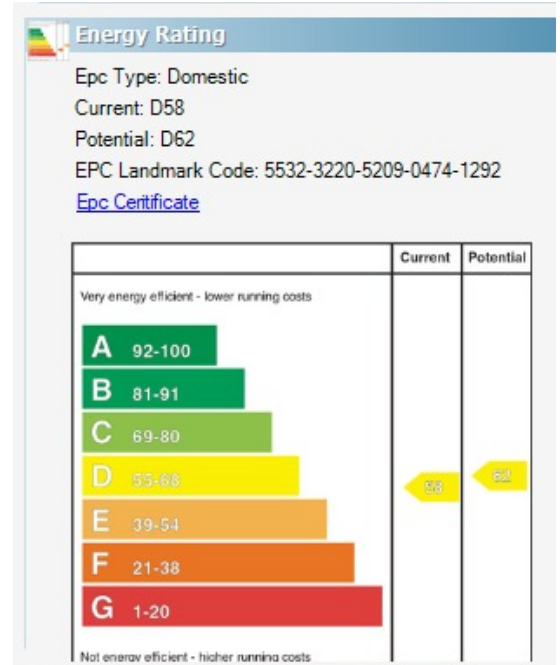 Energy Rating
Epc Type: Domestic
Current: D58
Potential: D62
EPC Landmark Code: 5532-3220-5209-0474-1292
Epc Ceritificate
Current Potential
Very energy efficient - lower running costs
A 92-100
B 81-91
C 69-80
D 55-68
58
62
E 39-54
F 21-38
G 1-20
Not energy efficient - higher running costs